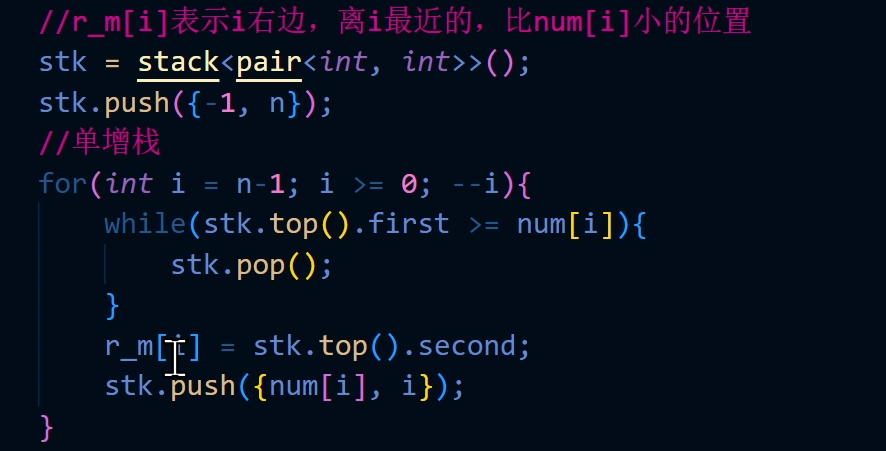 //r_m[i]表示i右边，离i最近的，比num[i]小的位置
stk = stack<pair<int, int>>();
stk.push({-1, n});
//单增栈
for(int i = n-1; i >= 0; --i){
while(stk.top().first >= num[i]){
stk.pop();
}
r_m[i] = stk.top().second;
stk.push({num[i], i});
}